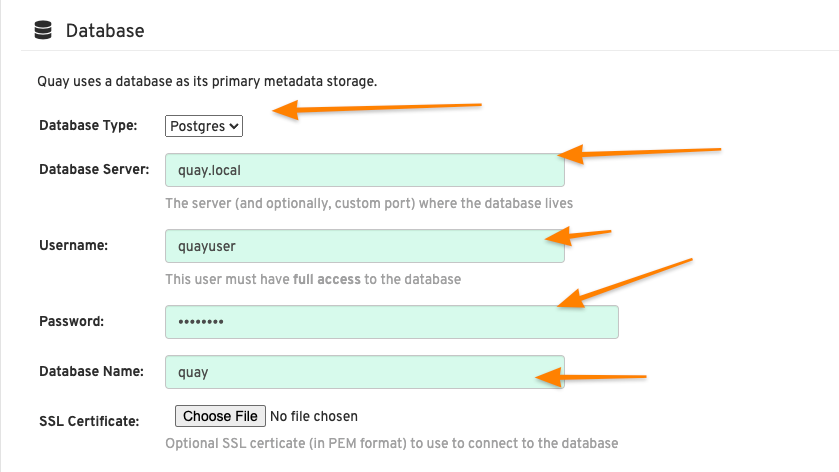 Database
Quay uses a database as its primary metadata storage.
Database Type: Postgres
Database Server: quay.local
The server (and optionally, custom port) where the database lives
Username: quayuser
This user must have full access to the database
Password: ••••••••
Database Name: quay
SSL Certificate: Choose File No file chosen
Optional SSL certicate (in PEM format) to use to connect to the database